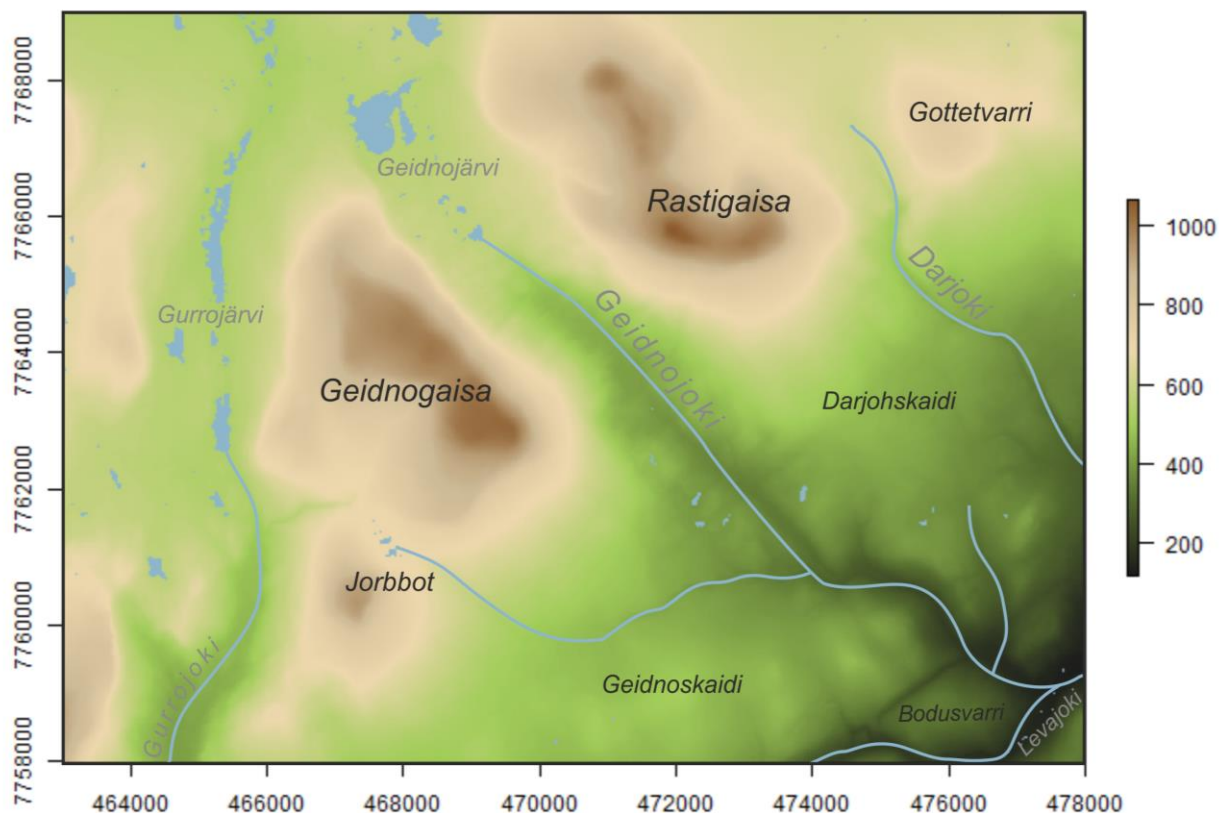 7768000
7766000
7764000
7762000
7760000
7758000
Gottetvarri
Geidnojärvi
Rastigaisa
Darjoki
Gurrojärvi
Geidnojoki
Geidnogaisa
Darjohskaidi
Jorbbot
Gurrojoki
Geidnoskaidi
Bodusvarri
Levajoki
464000
466000
468000
470000
472000
474000
476000
478000
1000
800
600
400
200